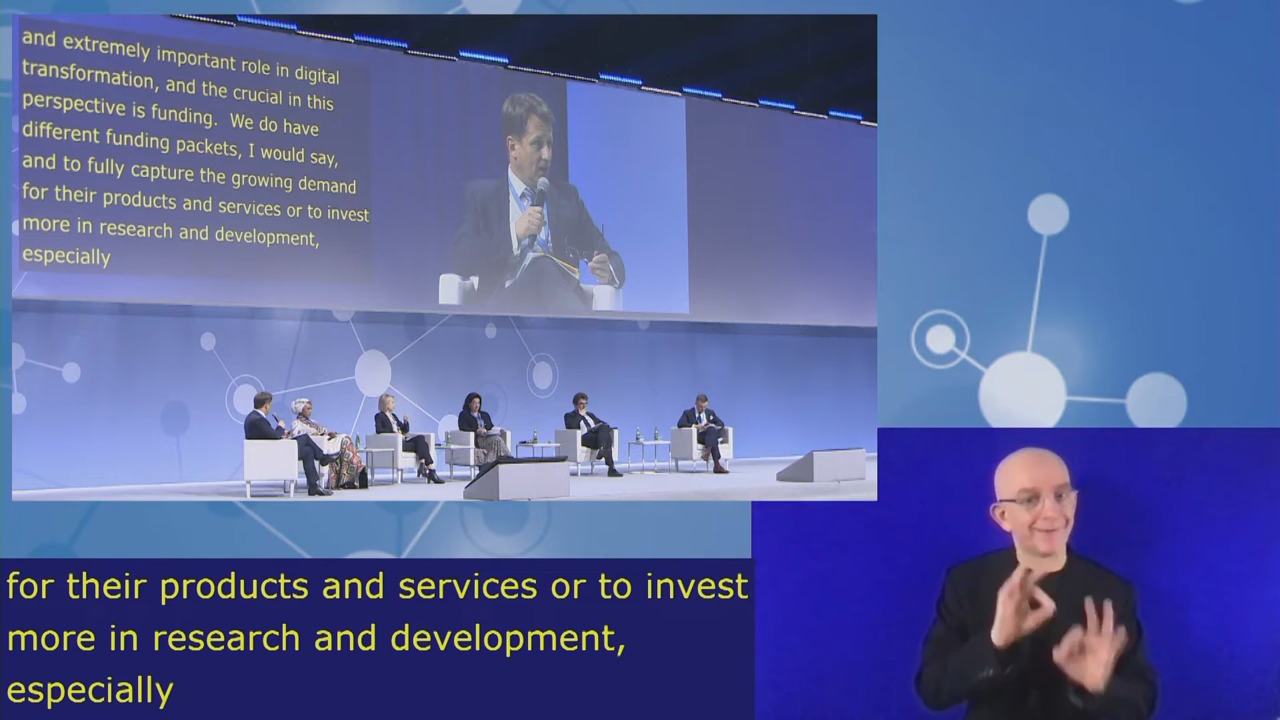 and extremely important role in digital
transformation, and the crucial in this
perspective is funding.  We do have
different funding packets, I would say,
and to fully capture the growing demand
for their products and services or to invest
more in research and development,
especially
for their products and services or to invest
more in research and development,
especially